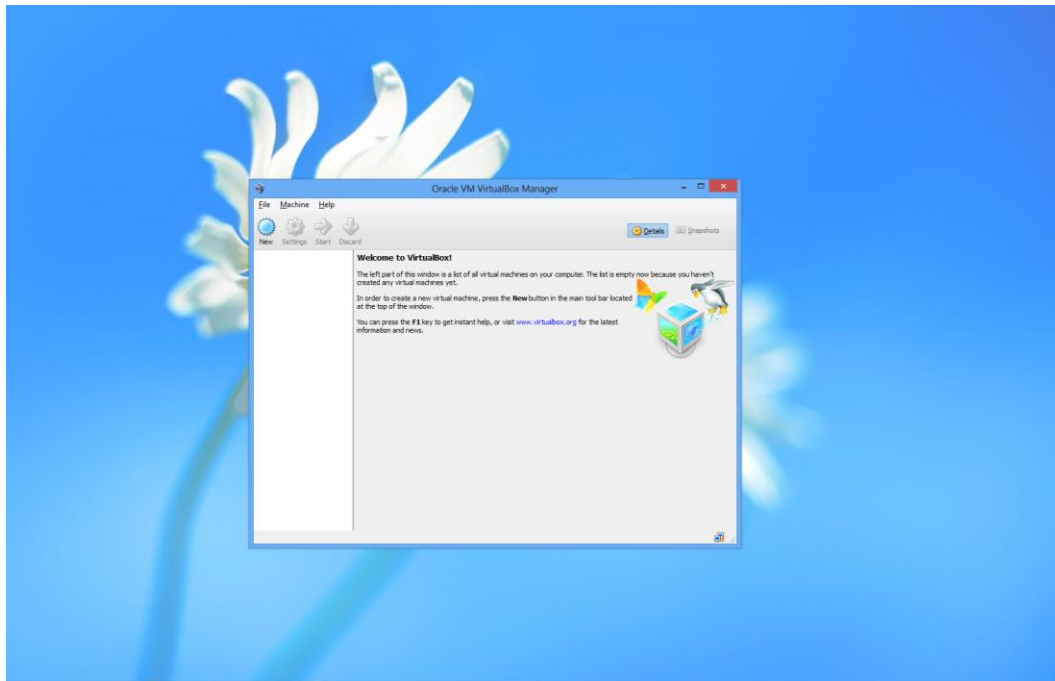 Oracle VM VirtualBox Manager
File Machine Help
New Settings Start Discard
Details Snapshots
Welcome to VirtualBox!
The left part of this window is a list of all virtual machines on your computer. The list is empty now because you haven't
created any virtual machines yet.
In order to create a new virtual machine, press the New button in the main tool bar located
at the top of the window.
You can press the F1 key to get instant help, or visit www.virtualbox.org for the latest
information and news.